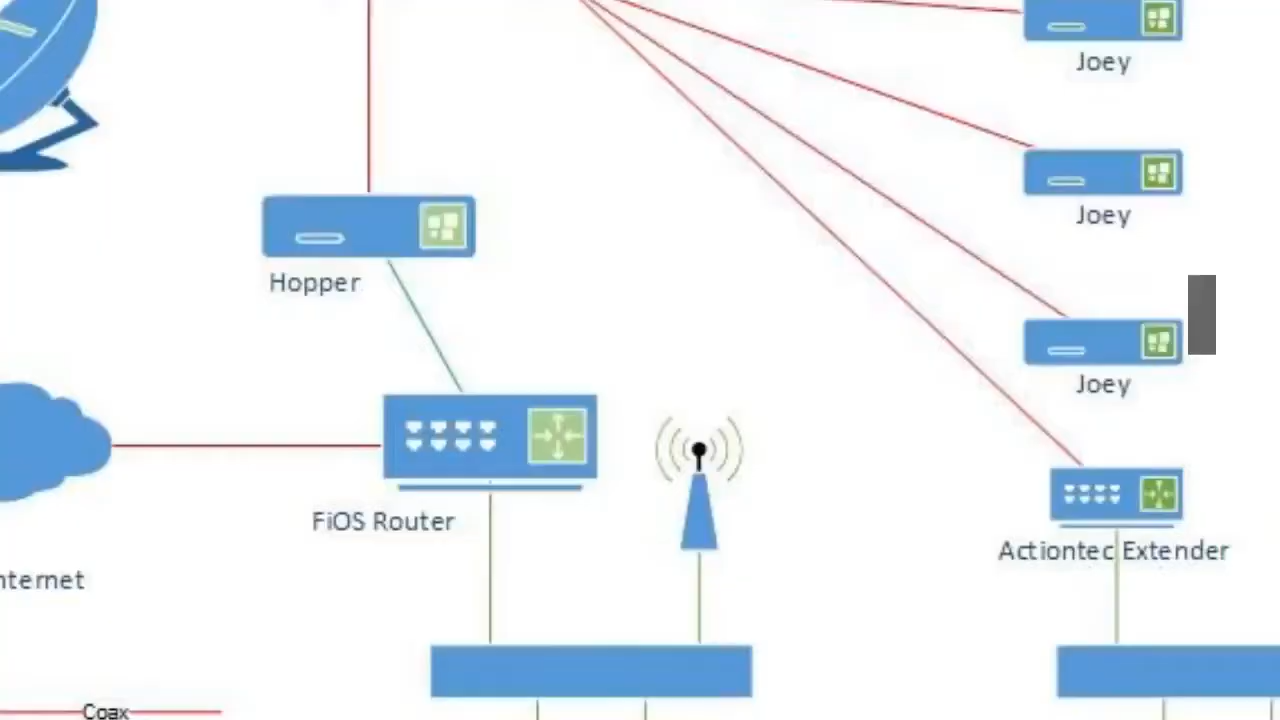 Joey
Joey
Hopper
Joey
FiOS Router
Actiontec Extender
nternet
Coax